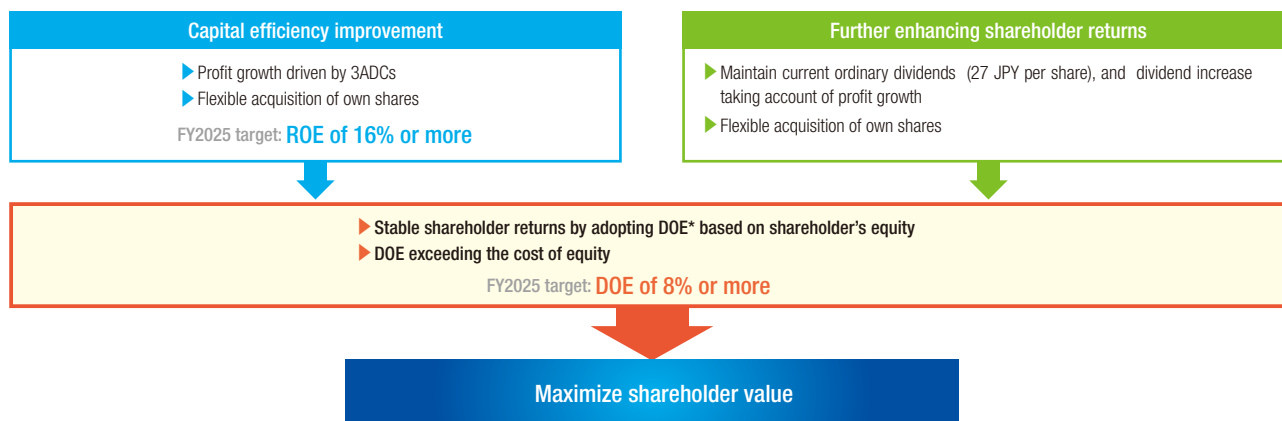 Capital efficiency improvement
▶ Profit growth driven by 3ADCs
▶ Flexible acquisition of own shares
FY2025 target: ROE of 16% or more
Further enhancing shareholder returns
▶ Maintain current ordinary dividends (27 JPY per share), and dividend increase
taking account of profit growth
▶ Flexible acquisition of own shares
▶ Stable shareholder returns by adopting DOE* based on shareholder's equity
▶ DOE exceeding the cost of equity
FY2025 target: DOE of 8% or more
Maximize shareholder value